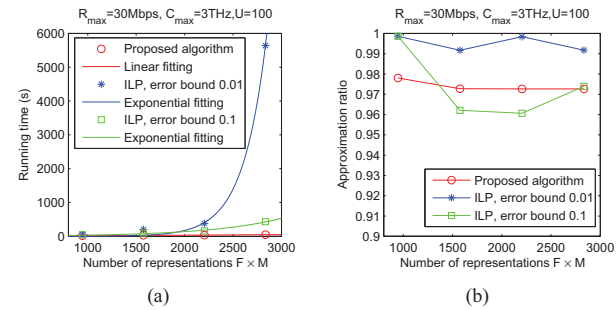 R_max=30Mbps, C_max=3THz,U=100
6000
5000
4000
3000
2000
1000
0
Running time (s)
Proposed algorithm
Linear fitting
ILP, error bound 0.01
Exponential fitting
ILP, error bound 0.1
Exponential fitting
1000 1500 2000 2500 3000
Number of representations F × M
(a)
R_max=30Mbps, C_max=3THz,U=100
1
0.99
0.98
0.97
0.96
0.95
0.94
0.93
0.92
0.91
0.9
Approximation ratio
Proposed algorithm
ILP, error bound 0.01
ILP, error bound 0.1
1000 1500 2000 2500 3000
Number of representations F × M
(b)